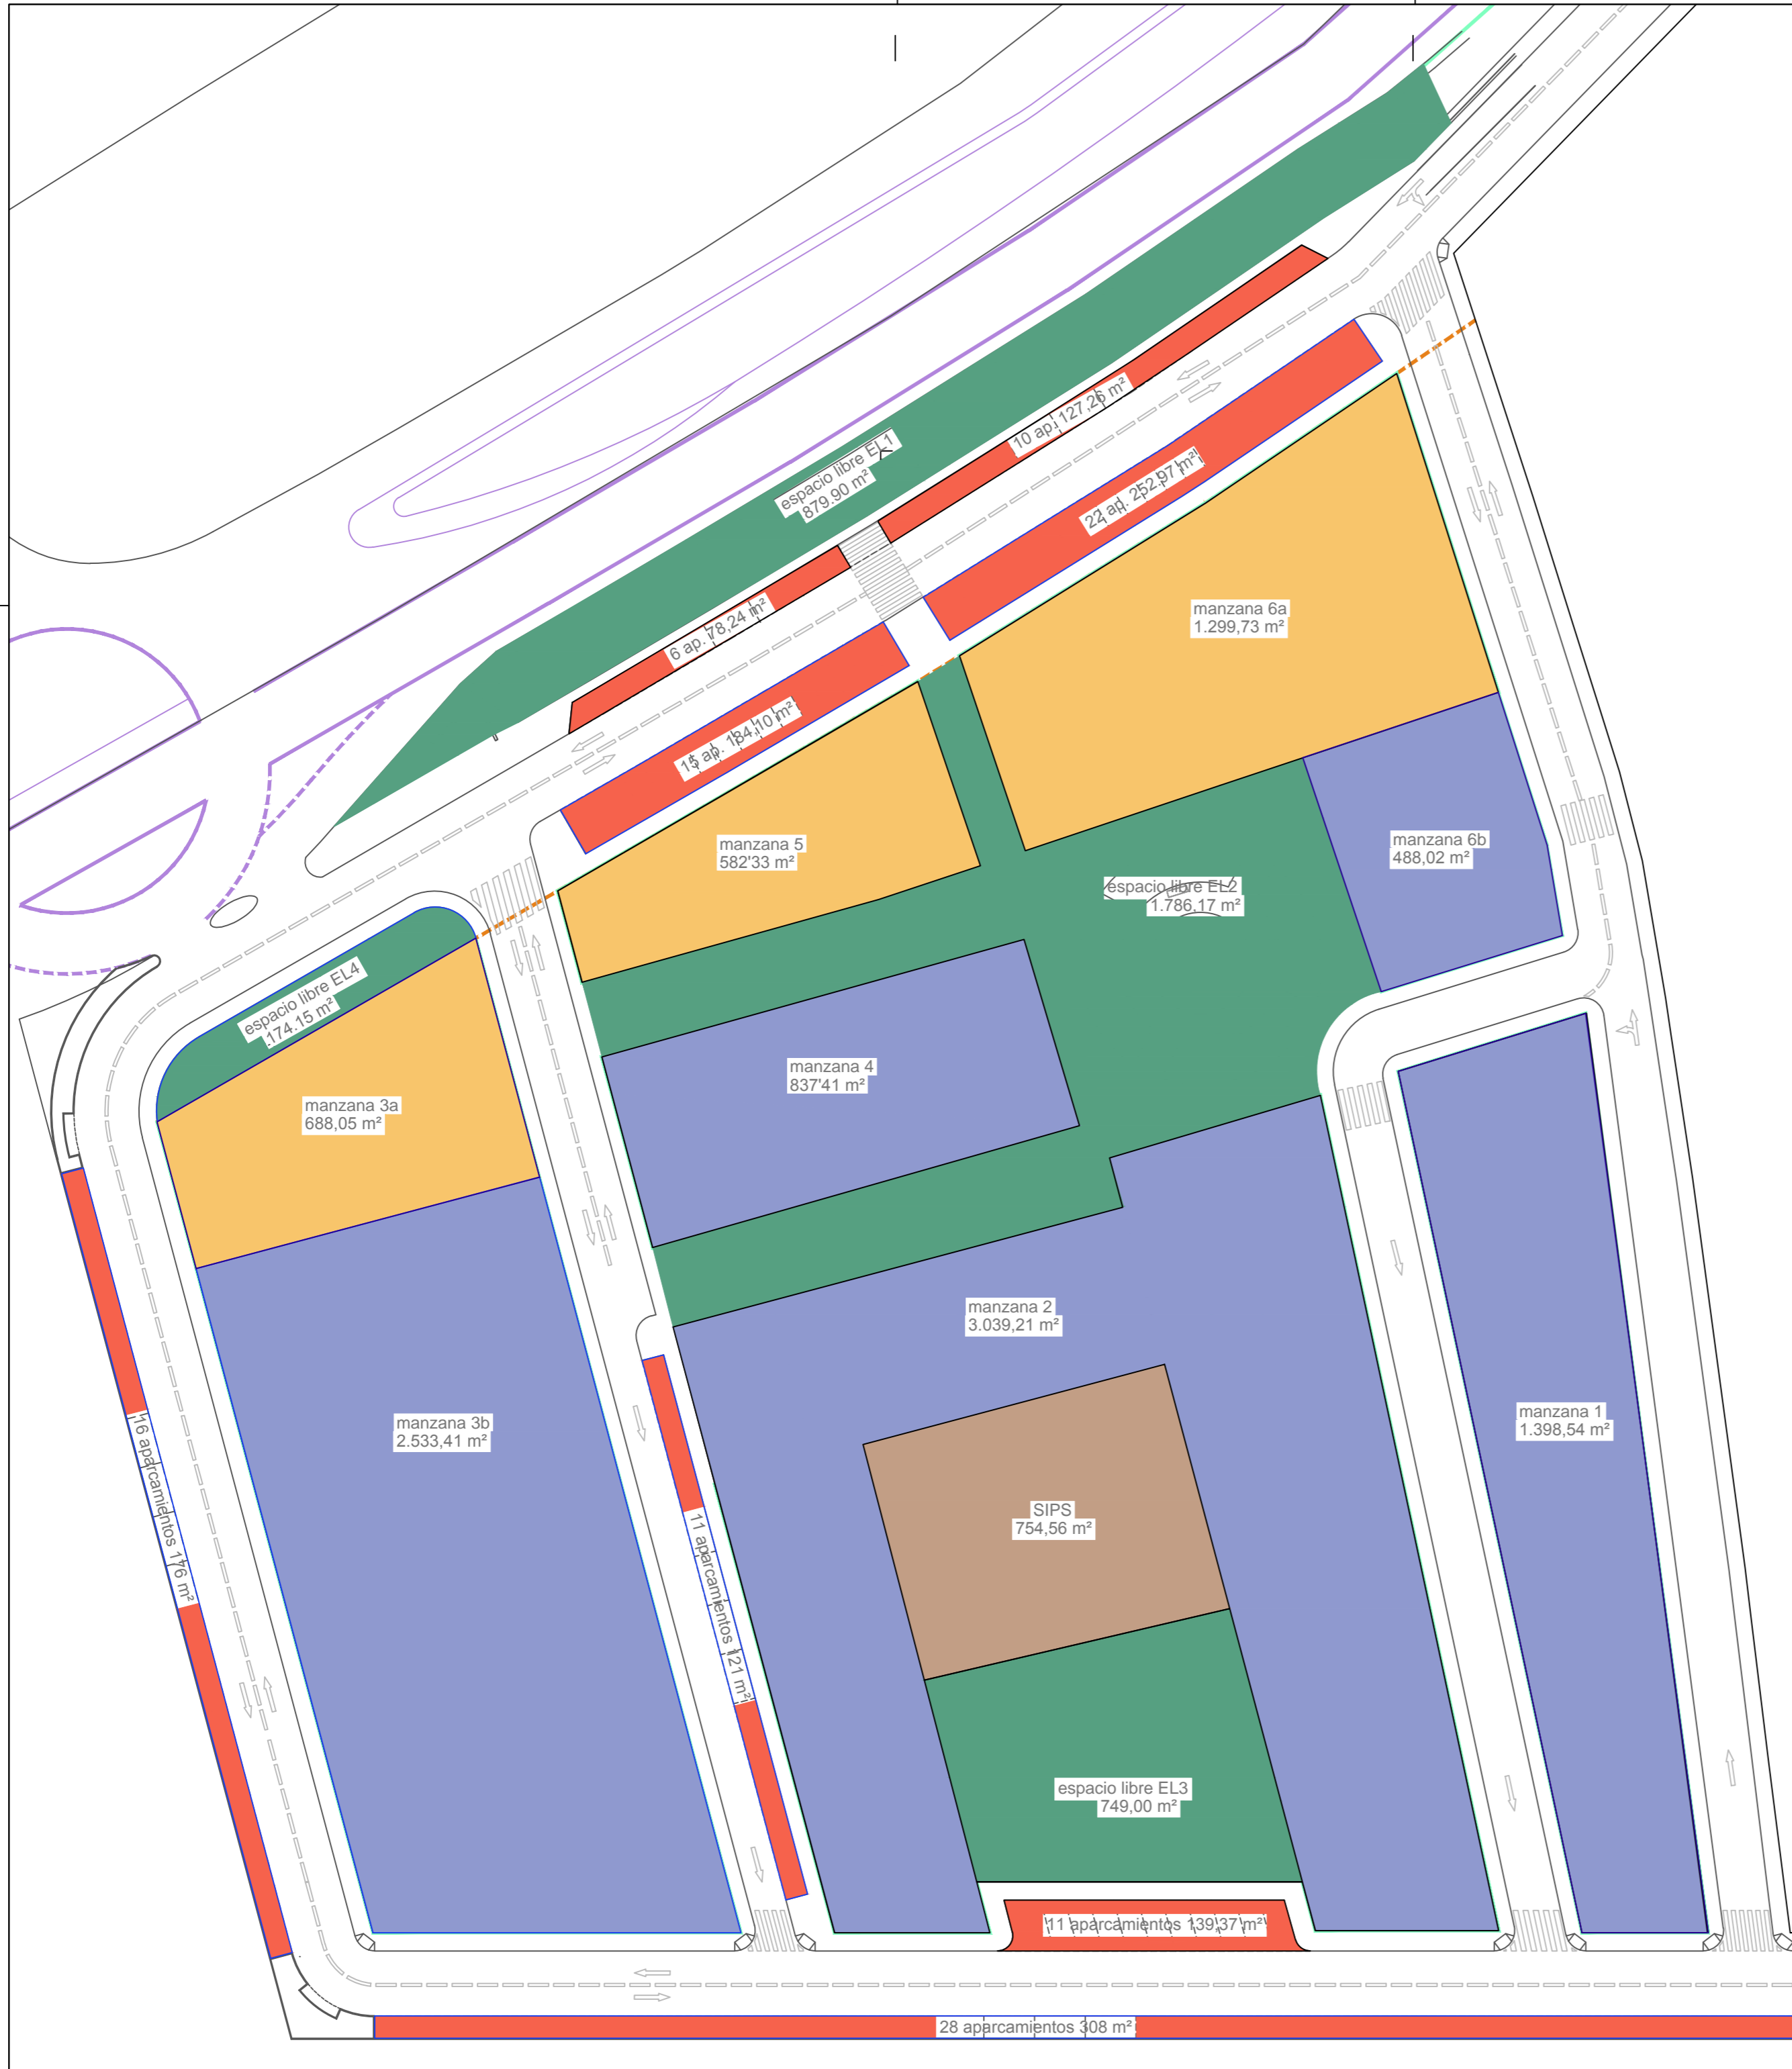 10 ap. 127,26 m²
espacio libre EL1
879.90 m²
22 ap. 252,97 m²
6 ap. 78,24 m²
manzana 6a
1.299,73 m²
15 ap. 184,10 m²
manzana 5
582'33 m²
manzana 6b
488,02 m²
espacio libre EL2
1.786,17 m²
espacio libre EL4
174.15 m²
manzana 4
837'41 m²
manzana 3a
688,05 m²
manzana 2
3.039,21 m²
manzana 3b
2.533,41 m²
manzana 1
1.398,54 m²
16 aparcamientos 176 m²
11 aparcamientos 121 m²
SIPS
754,56 m²
espacio libre EL3
749,00 m²
11 aparcamientos 139,37 m²
28 aparcamientos 308 m²